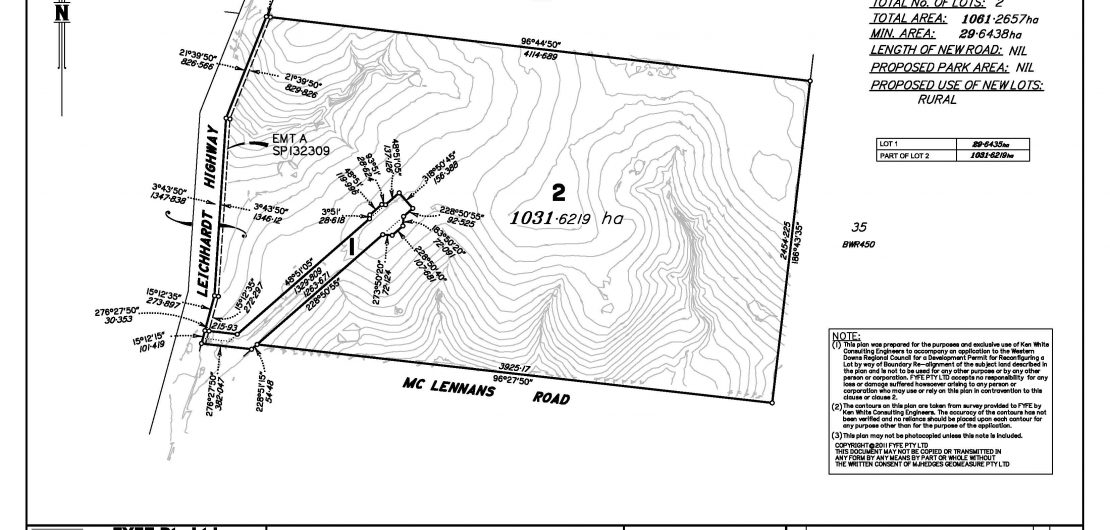 N
TOTAL No. OF LOTS: 2
TOTAL AREA: 1061·2657ha
MIN. AREA: 29·6438ha
LENGTH OF NEW ROAD: NIL
PROPOSED PARK AREA: NIL
PROPOSED USE OF NEW LOTS:
RURAL
LOT 1 29·6435ha
PART OF LOT 2 1031·6219ha
96°44'50"
4114·689
21°39'50"
826·566
21°39'50"
829·826
EMT A
SP132309
LEICHHARDT HIGHWAY
3°43'50"
1347·838
3°43'50"
1346·12
48°51'
119·996
93°51'
28·624
48°51'05"
137·126
318°50'45"
156·388
3°51'
28·618
228°50'55"
92·525
183°50'20"
72·091
228°50'40"
107·681
273°50'20"
72·124
1
48°51'05"
1329·809
1263·671
228°50'55"
2
1031·6219 ha
2454·225
186°43'35"
35
BWR450
15°12'35"
273·897
15°12'35"
272·297
276°27'50"
30·353
215·93
15°12'15"
101·419
276°27'50"
382·047
228°51'15"
54·48
3925·17
96°27'50"
MC LENNANS ROAD
NOTE:
(1) This plan was prepared for the purposes and exclusive use of Ken White
Consulting Engineers to accompany an application to the Western
Downs Regional Council for a Development Permit for Reconfiguring a
Lot by way of Boundary Re-alignment of the subject land described in
the plan and is not to be used for any other purpose or by any other
person or corporation. FYFE PTY LTD accepts no responsibility for any
loss or damage suffered howsoever arising to any person or
corporation who may use or rely on this plan in contravention to this
clause or clause 2.
(2) The contours on this plan are taken from survey provided to FYFE by
Ken White Consulting Engineers. The accuracy of the contours has not
been verified and no reliance should be placed upon each contour for
any purpose other than for the purpose of the application.
(3) This plan may not be photocopied unless this note is included.
COPYRIGHT@2011 FYFE PTY LTD
THIS DOCUMENT MAY NOT BE COPIED OR TRANSMITTED IN
ANY FORM BY ANY MEANS BY PART OR WHOLE WITHOUT
THE WRITTEN CONSENT OF MJHEDGES GEOMEASURE PTY LTD
FYFE Pty Ltd